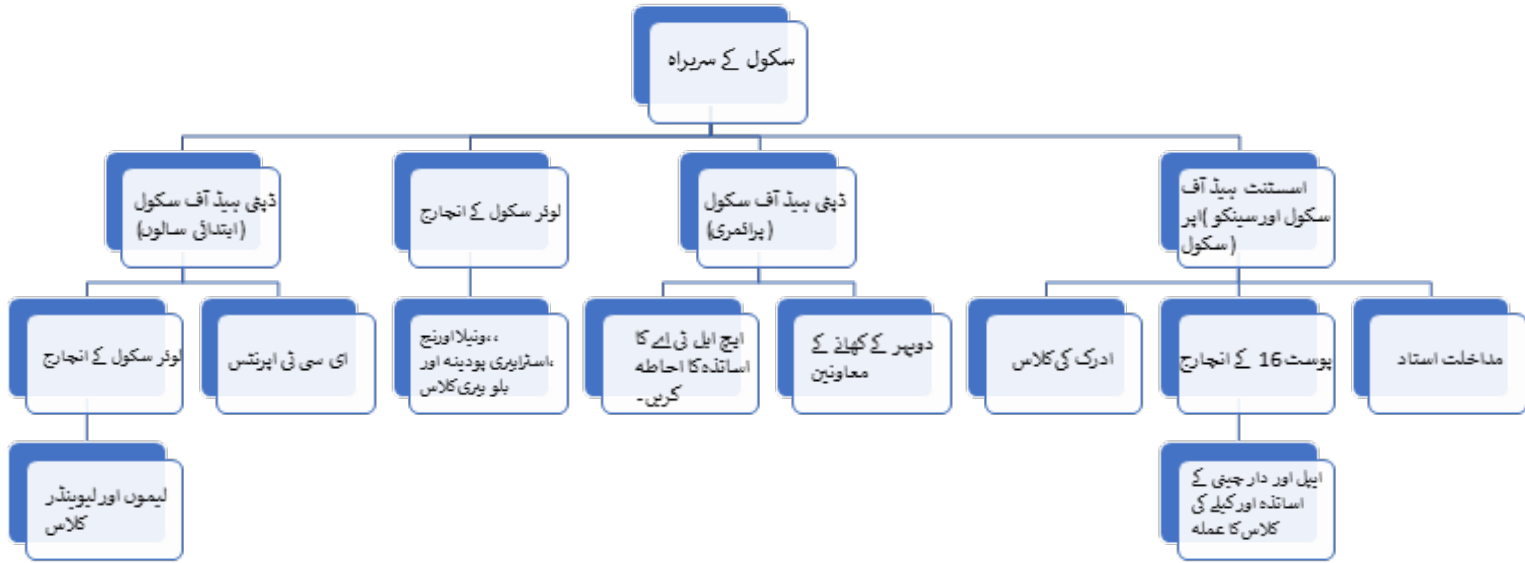 سکول کے سربراہ
ڈپٹی ہیڈ آف سکول
(ابتدائی سالوں)
لوئر سکول کے انچارج
ڈپٹی ہیڈ آف سکول
(پرائمری)
اسسٹنٹ ہیڈ آف
سکول اور سینکو )اپر
(سکول
لوئر سکول کے انچارج
ای سی ٹی اپرنٹس
،،ونیلا اورنج
،اسٹرابیری پودینہ اور
بلو بیری کلاس
ایچ ایل ٹی اے کا
اساتذہ کا احاطہ
کریں۔
دوپہر کے کھانے کے
معاونین
ادرک کی کلاس
پوسٹ 16 کے انچارج
مداخلت استاد
لیموں اور لیوینڈر
کلاس
ایپل اور دار چینی کے
اساتذہ اور کیلے کی
کلاس کا عملہ